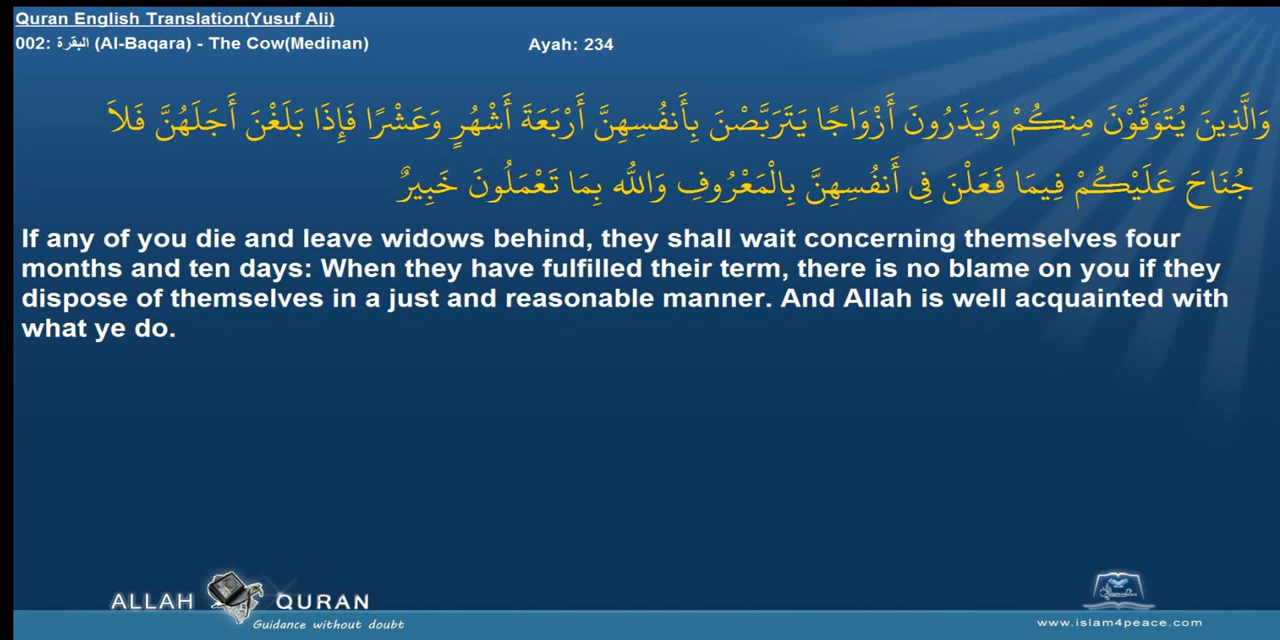 Quran English Translation(Yusuf Ali)
002: البقرة (Al-Baqara) - The Cow(Medinan)
Ayah: 234
وَالَّذِينَ يُتَوَفَّوْنَ مِنكُمْ وَيَذَرُونَ أَزْوَاجًا يَتَرَبَّصْنَ بِأَنفُسِهِنَّ أَرْبَعَةَ أَشْهُرٍ وَعَشْرًا فَإِذَا بَلَغْنَ أَجَلَهُنَّ فَلاَ
جُنَاحَ عَلَيْكُمْ فِيمَا فَعَلْنَ فِي أَنفُسِهِنَّ بِالْمَعْرُوفِ وَاللّهُ بِمَا تَعْمَلُونَ خَبِيرٌ
If any of you die and leave widows behind, they shall wait concerning themselves four
months and ten days: When they have fulfilled their term, there is no blame on you if they
dispose of themselves in a just and reasonable manner. And Allah is well acquainted with
what ye do.
ALLAH QURAN
Guidance without doubt
www.islam4peace.com